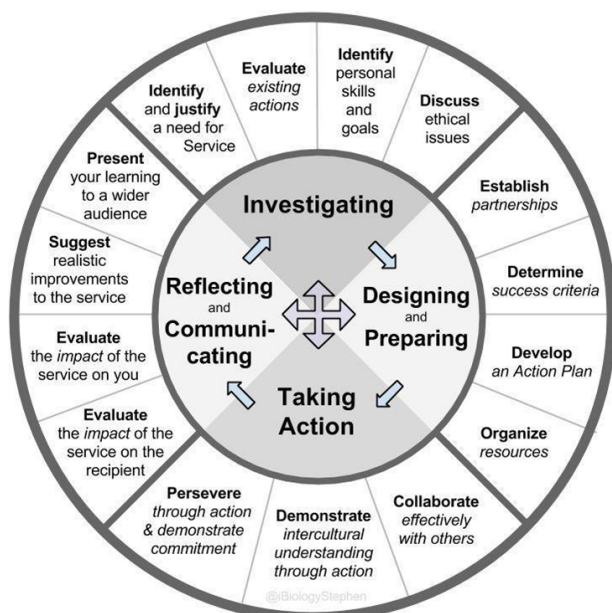 Identify
and justify
a need for
Service
Evaluate
existing
actions
Identify
personal
skills
and
goals
Discuss
ethical
issues
Establish
partnerships
Determine
success criteria
Develop
an Action Plan
Organize
resources
Collaborate
effectively
with others
Demonstrate
intercultural
understanding
through action
Persevere
through action
& demonstrate
commitment
Evaluate
the impact of the
service on the
recipient
Evaluate
the impact of the
service on you
Suggest
realistic
improvements
to the service
Present
your learning
to a wider
audience
Investigating
Designing
and
Preparing
Taking
Action
Reflecting
and
Communi-
cating
@iBiologyStephen